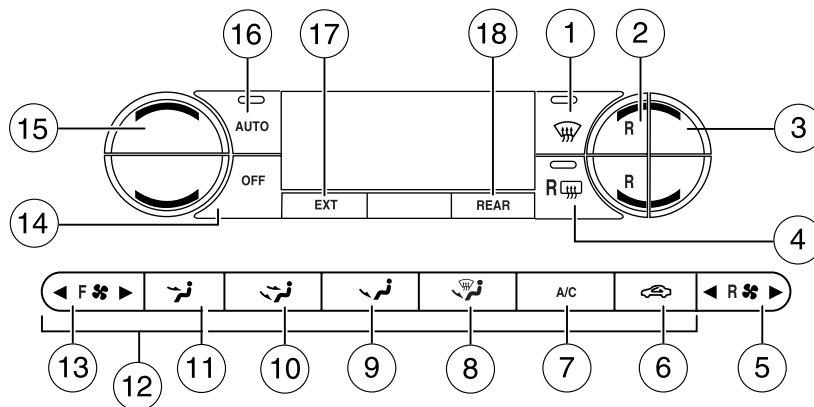 16 17 18 1 2
15 AUTO R 3
OFF R R
14 EXT REAR 4
F A/C R
13 12 11 10 9 8 7 6 5